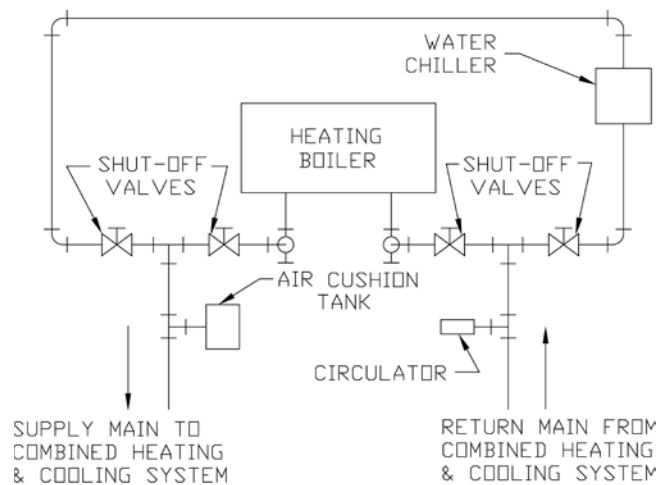 WATER
CHILLER
HEATING
BOILER
SHUT-OFF
VALVES
SHUT-OFF
VALVES
AIR CUSHION
TANK
CIRCULATOR
SUPPLY MAIN TO
COMBINED HEATING
& COOLING SYSTEM
RETURN MAIN FROM
COMBINED HEATING
& COOLING SYSTEM